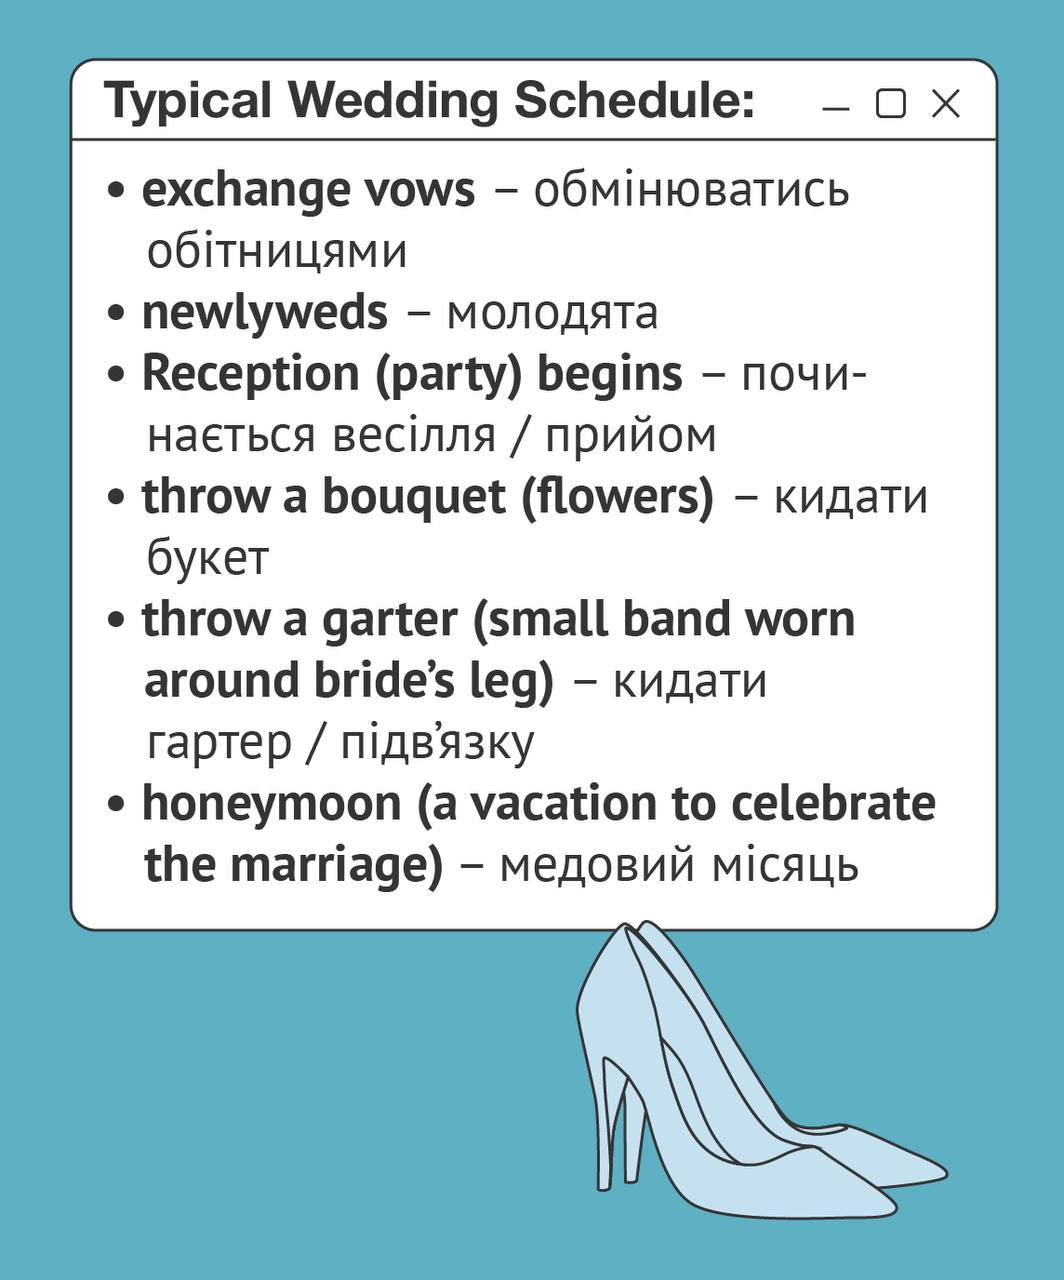 Typical Wedding Schedule:
• exchange vows – обмінюватись
обітницями
• newlyweds – молодята
• Reception (party) begins – почи-
нається весілля / прийом
• throw a bouquet (flowers) – кидати
букет
• throw a garter (small band worn
around bride’s leg) – кидати
гартер / підв’язку
• honeymoon (a vacation to celebrate
the marriage) – медовий місяць